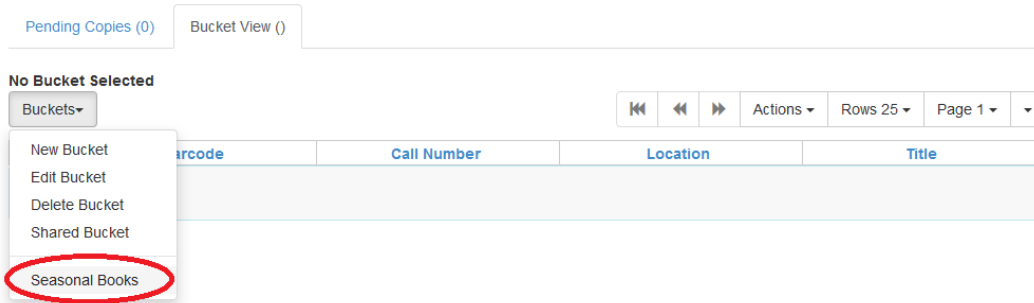 Pending Copies (0) Bucket View ()
No Bucket Selected
Buckets Actions Rows 25 Page 1
arcode Call Number Location Title
New Bucket
Edit Bucket
Delete Bucket
Shared Bucket
Seasonal Books